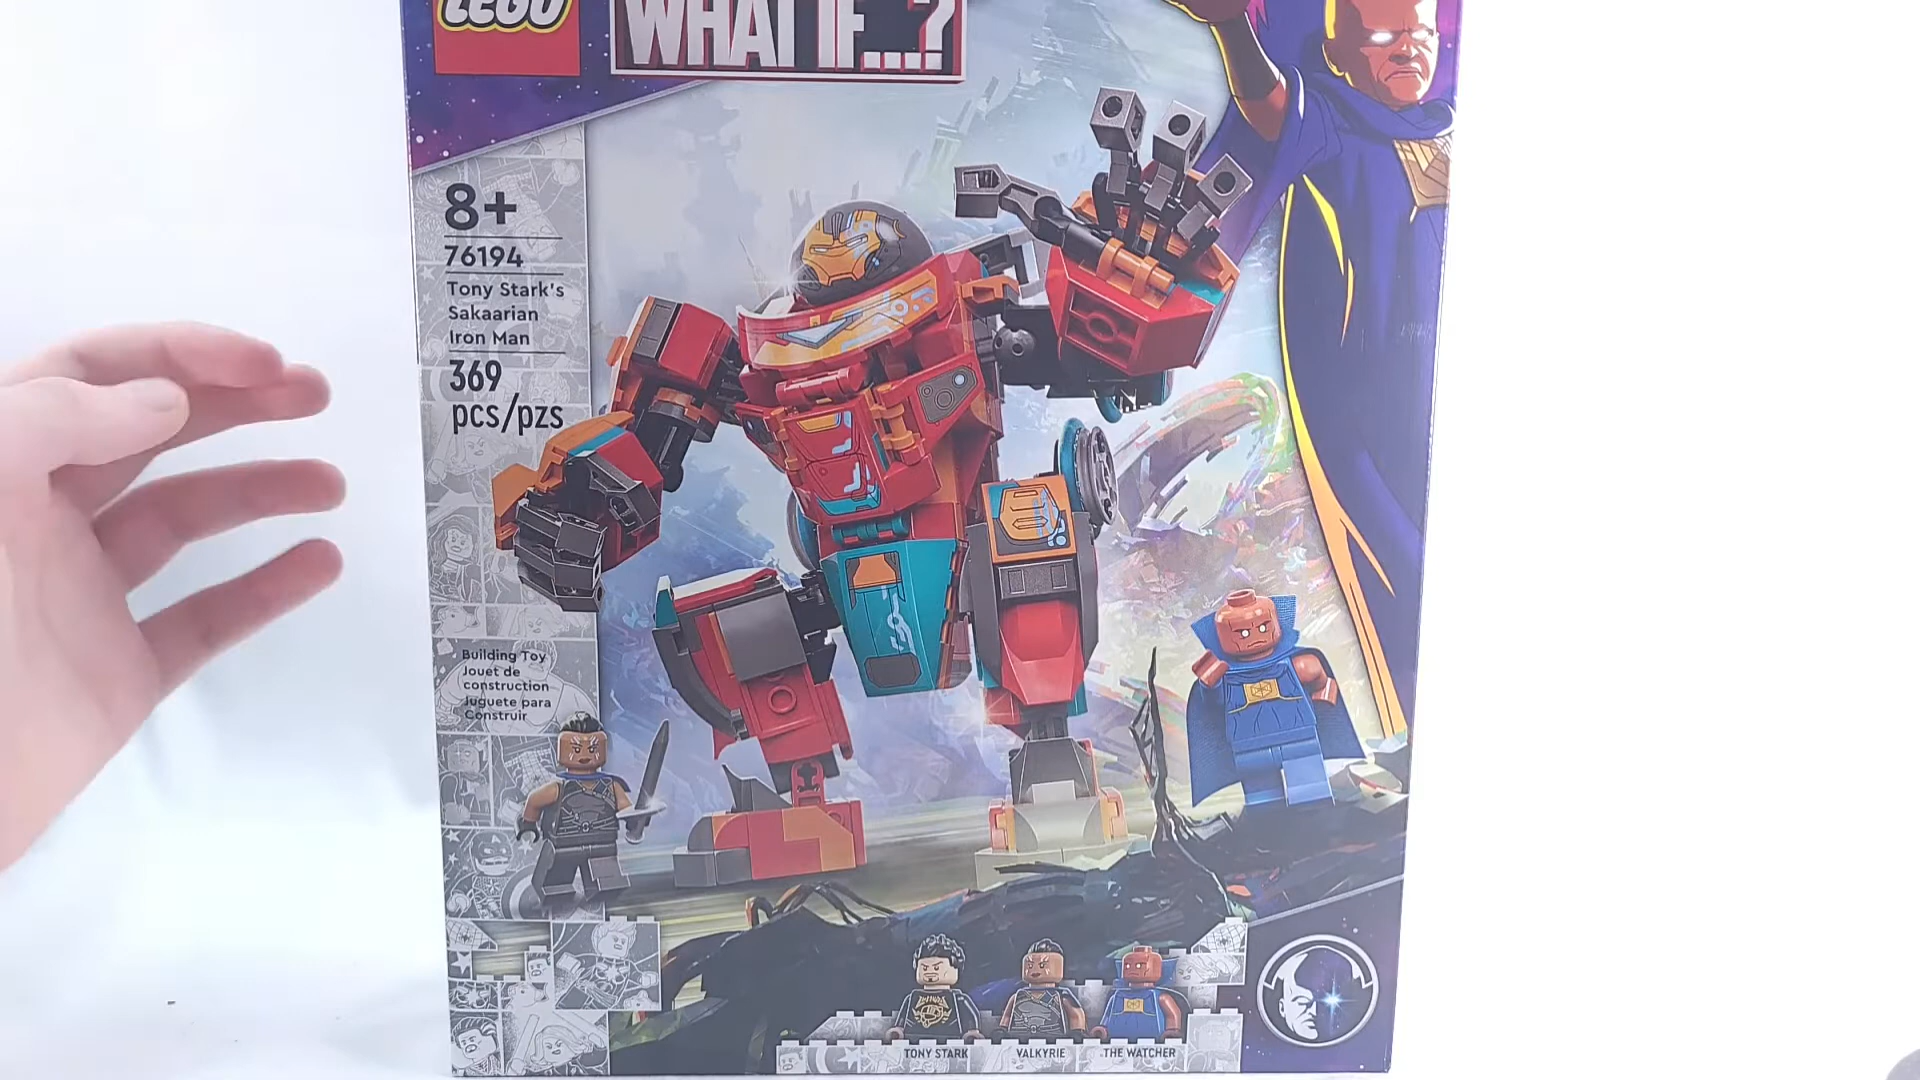 LEGO
WHAT IF...?
8+
76194
Tony Stark's
Sakaarian
Iron Man
369
pcs/pzs
Building Toy
Jouet de
construction
Juguete para
Construir
TONY STARK
VALKYRIE
THE WATCHER